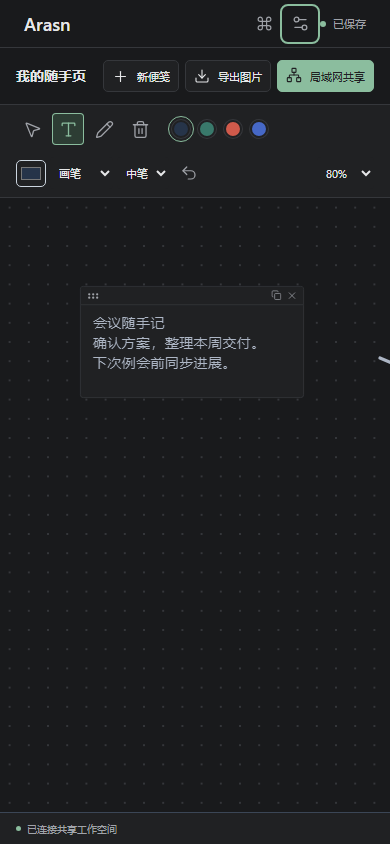 Arasn
已保存
我的随手页
新便笺
导出图片
局域网共享
画笔
中笔
80%
会议随手记
确认方案，整理本周交付。
下次例会前同步进展。
已连接共享工作空间